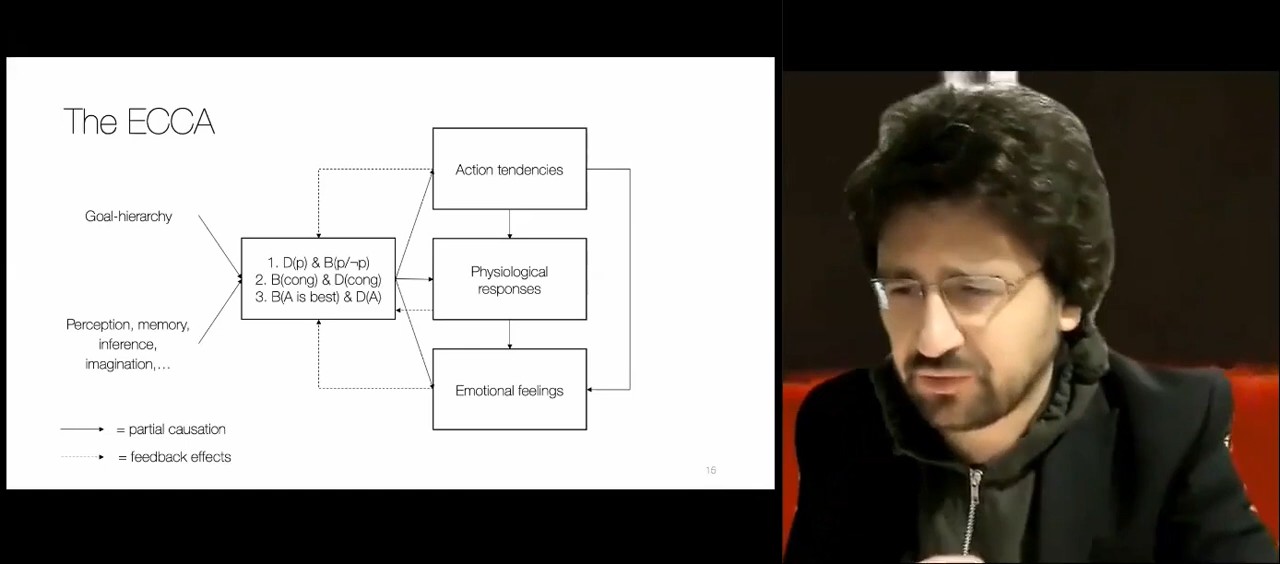 The ECCA
Goal-hierarchy
Perception, memory,
inference,
imagination,…
1. D(p) & B(p/¬p)
2. B(cong) & D(cong)
3. B(A is best) & D(A)
Action tendencies
Physiological
responses
Emotional feelings
= partial causation
= feedback effects
16